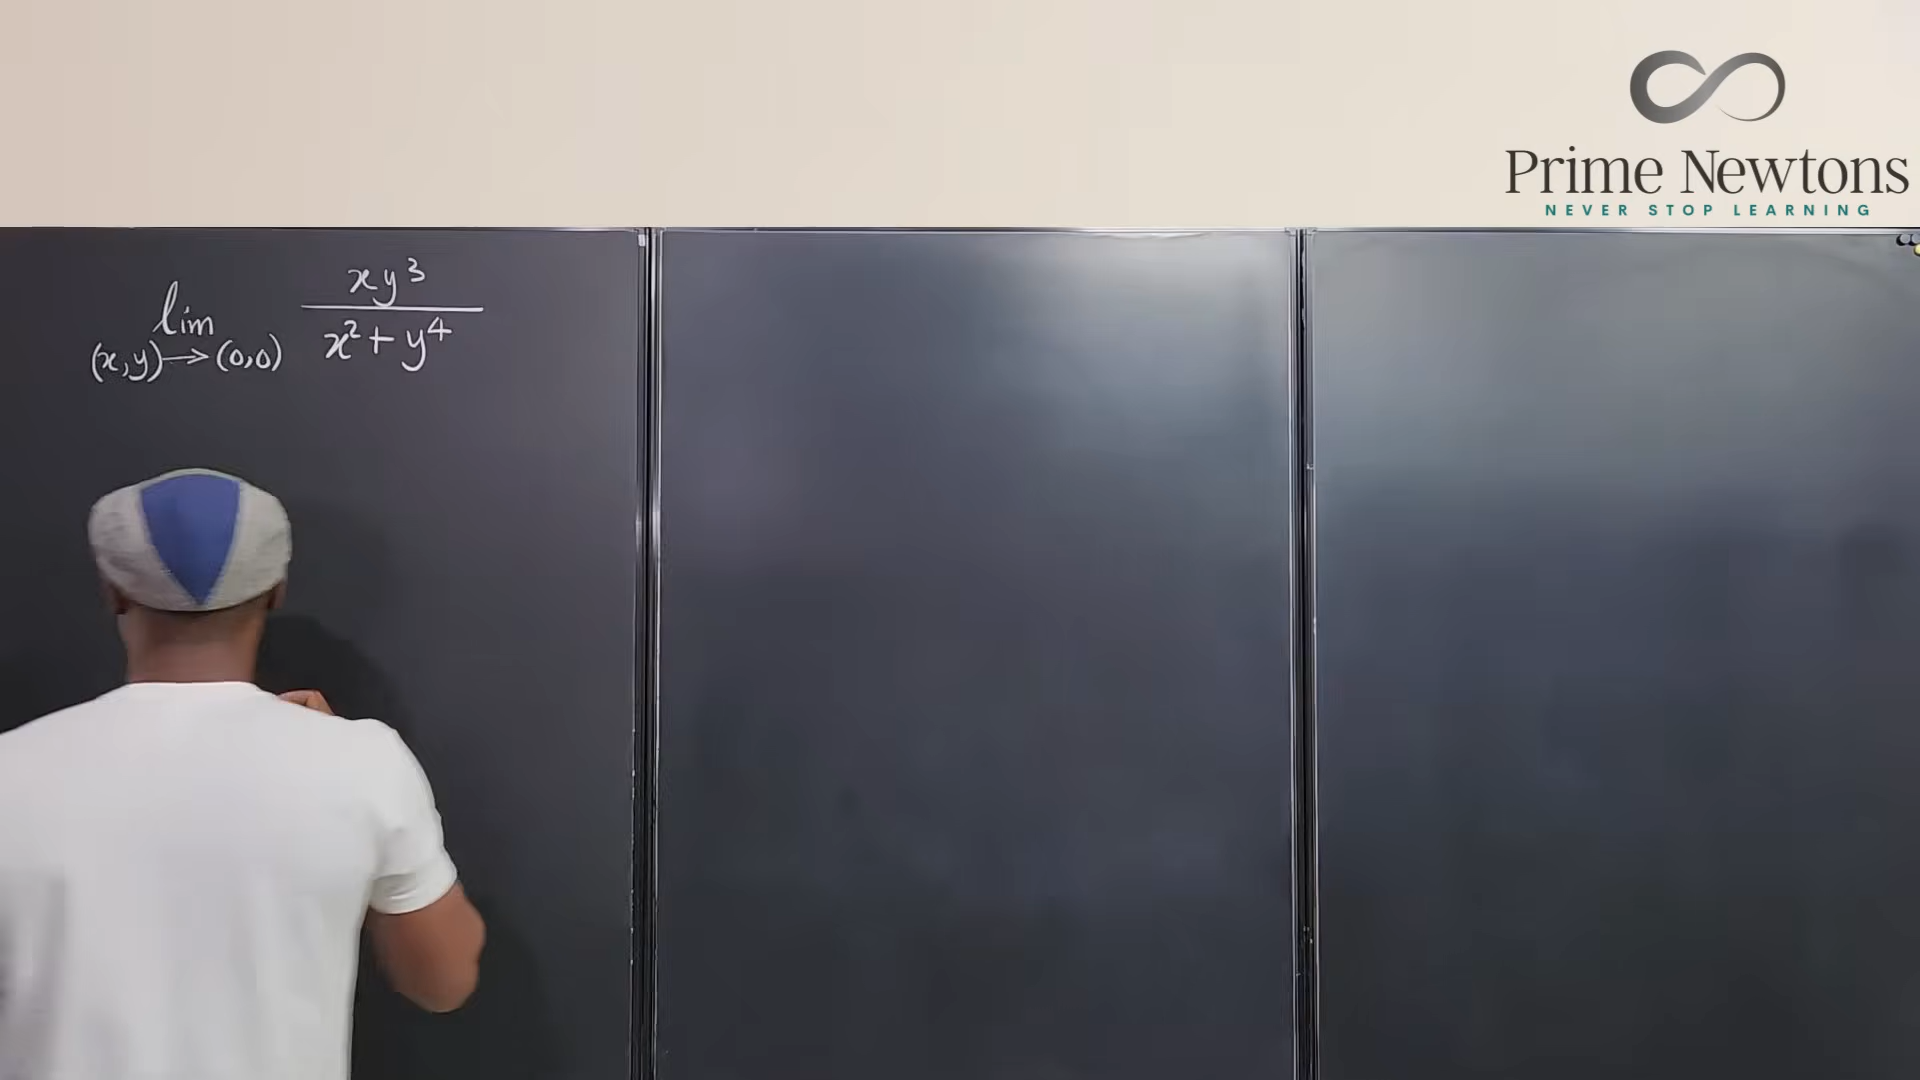 Prime Newtons
NEVER STOP LEARNING
lim xy³
(x,y)→(0,0) x²+y⁴